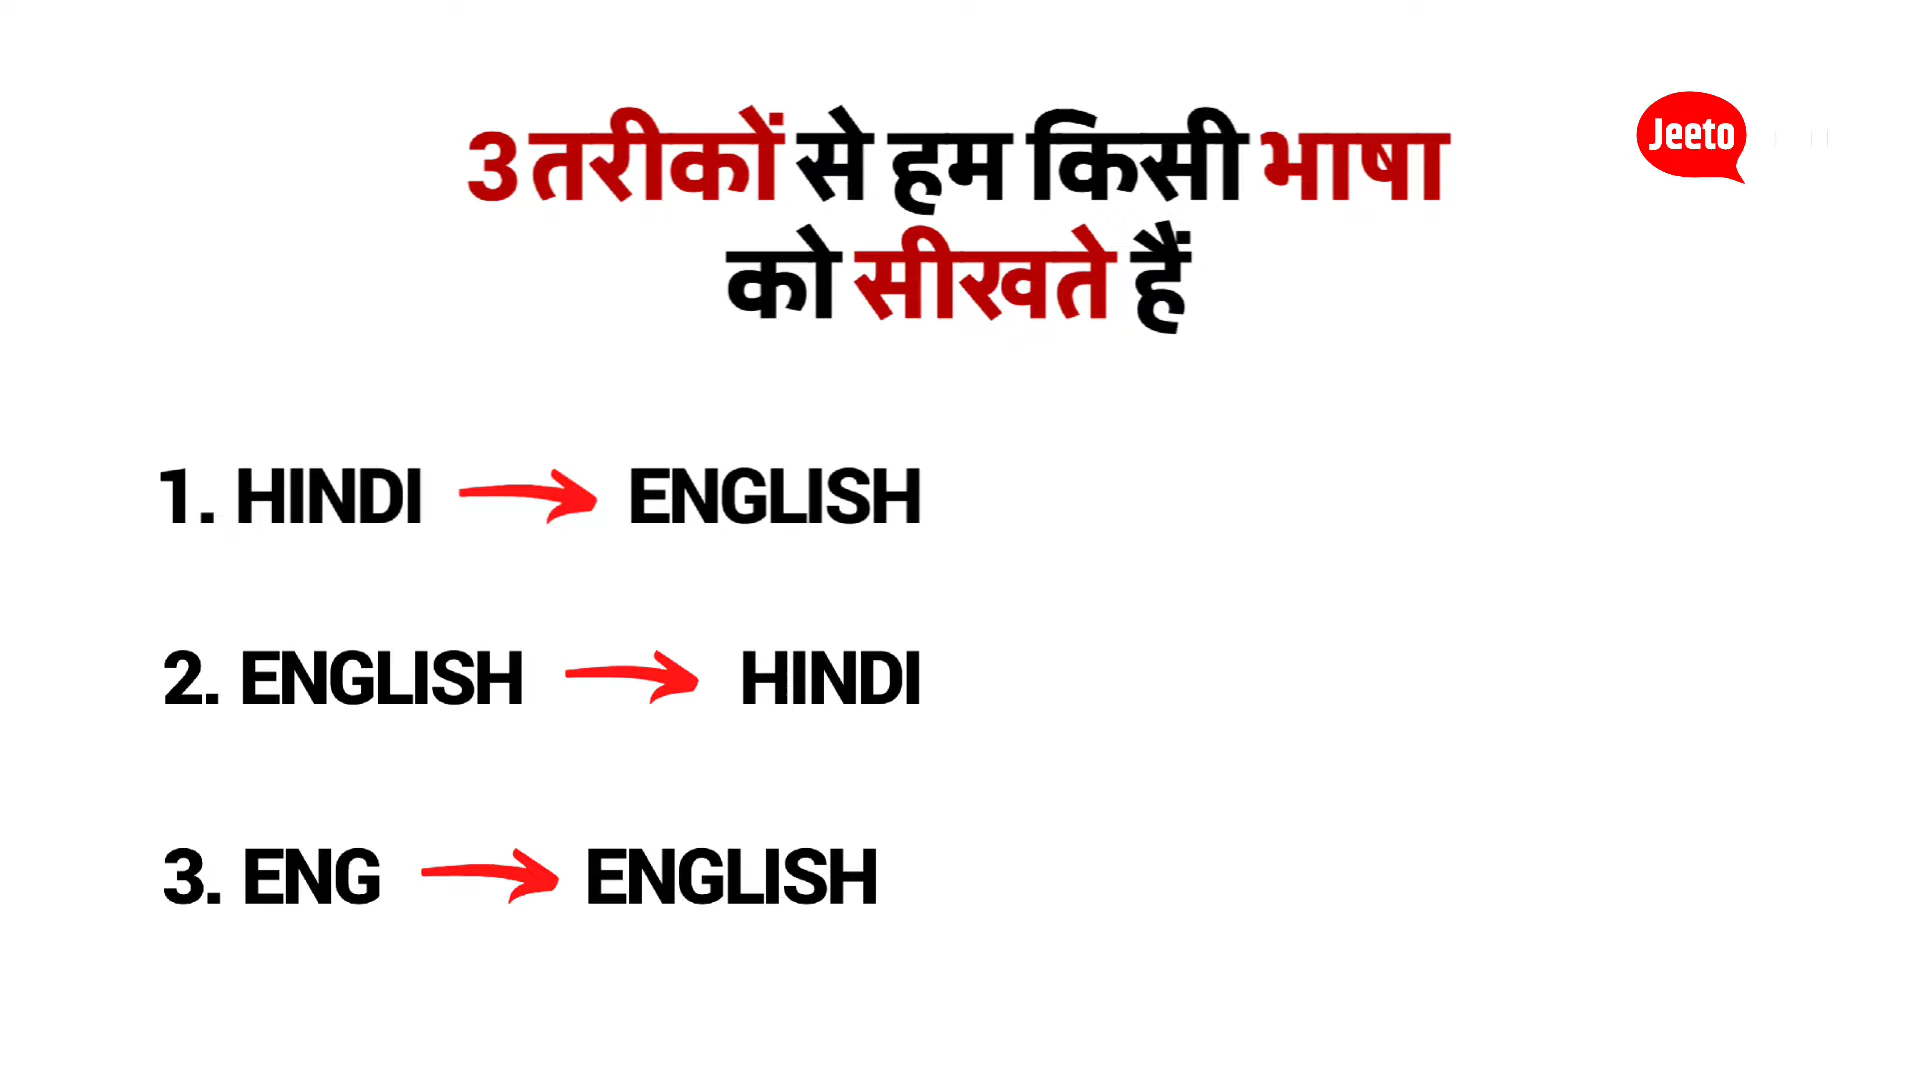 3 तरीकों से हम किसी भाषा
को सीखते हैं
Jeeto
1. HINDI → ENGLISH
2. ENGLISH → HINDI
3. ENG → ENGLISH